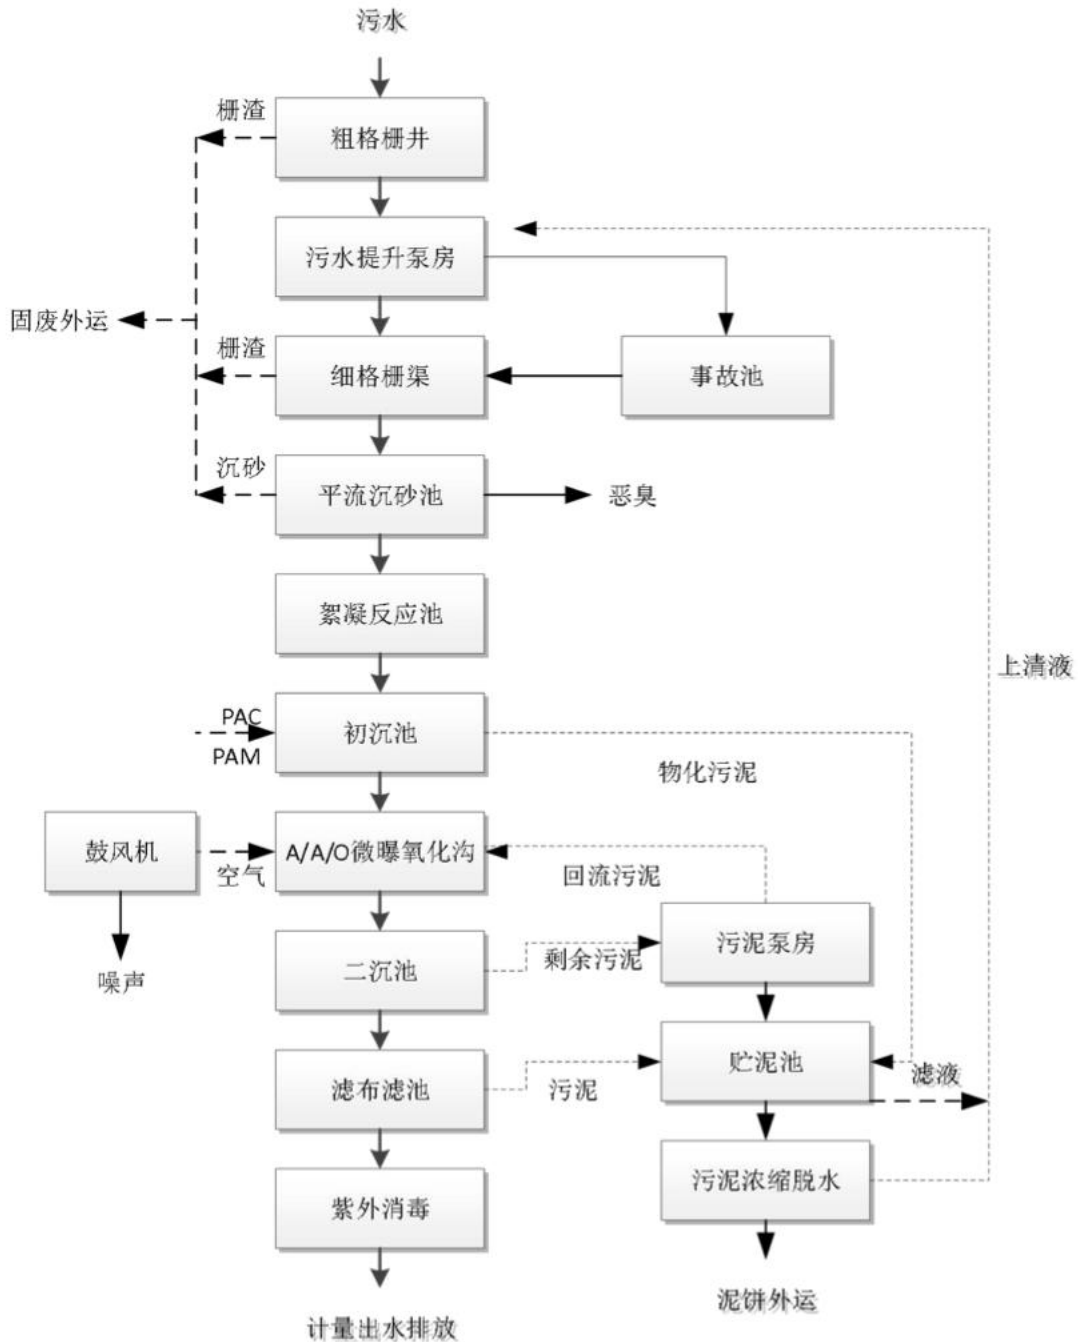 污水
栅渣
粗格栅井
污水提升泵房
固废外运
栅渣
细格栅渠
事故池
沉砂
平流沉砂池
恶臭
絮凝反应池
上清液
PAC
PAM
初沉池
物化污泥
鼓风机
空气
A/A/O微曝氧化沟
回流污泥
污泥泵房
噪声
二沉池
剩余污泥
贮泥池
滤液
滤布滤池
污泥
污泥浓缩脱水
紫外消毒
泥饼外运
计量出水排放